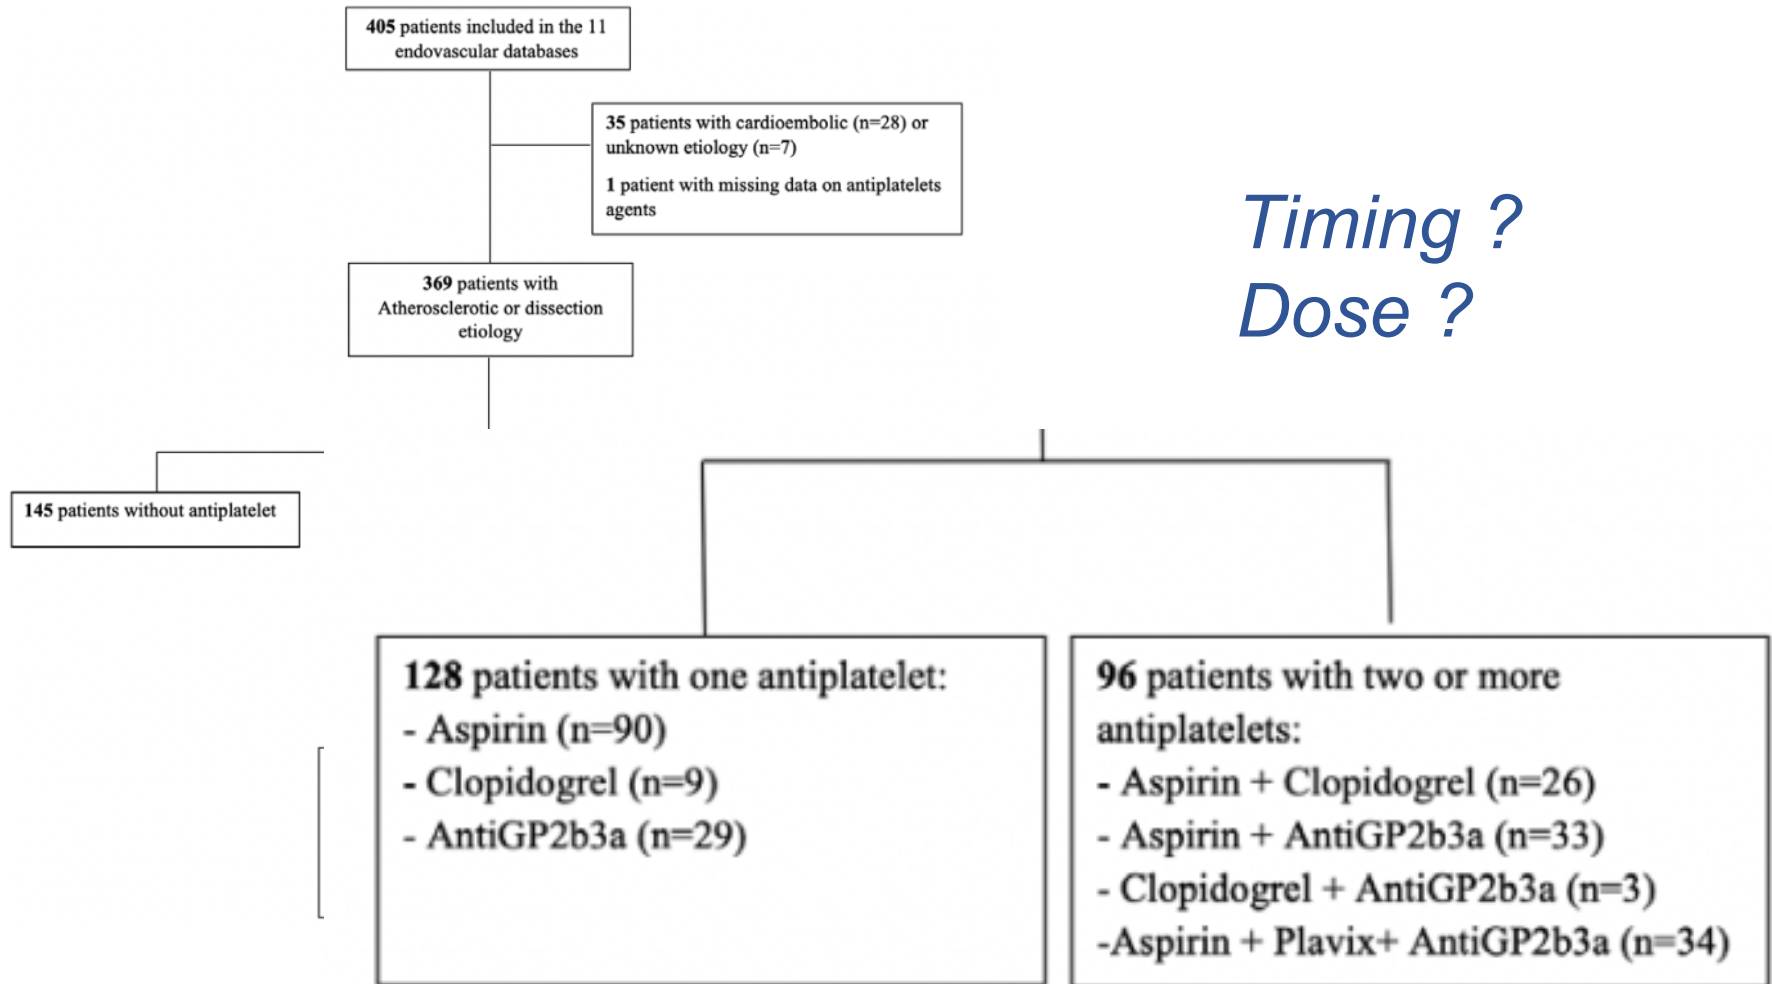 405 patients included in the 11
endovascular databases
35 patients with cardioembolic (n=28) or
unknown etiology (n=7)
1 patient with missing data on antiplatelets
agents
Timing ?
Dose ?
369 patients with
Atherosclerotic or dissection
etiology
145 patients without antiplatelet
128 patients with one antiplatelet:
- Aspirin (n=90)
- Clopidogrel (n=9)
- AntiGP2b3a (n=29)
96 patients with two or more
antiplatelets:
- Aspirin + Clopidogrel (n=26)
- Aspirin + AntiGP2b3a (n=33)
- Clopidogrel + AntiGP2b3a (n=3)
-Aspirin + Plavix+ AntiGP2b3a (n=34)